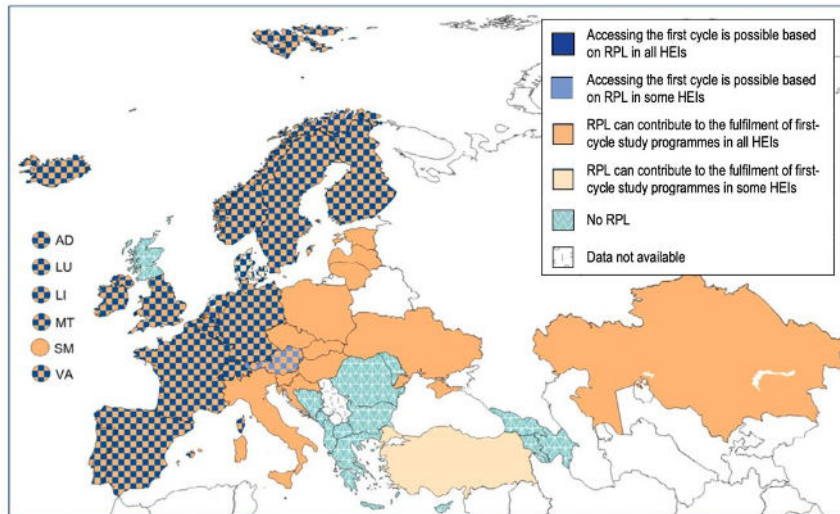 Accessing the first cycle is possible based
on RPL in all HEIs
Accessing the first cycle is possible based
on RPL in some HEIs
RPL can contribute to the fulfilment of first-
cycle study programmes in all HEIs
RPL can contribute to the fulfilment of first-
cycle study programmes in some HEIs
No RPL
Data not available
AD
LU
LI
MT
SM
VA